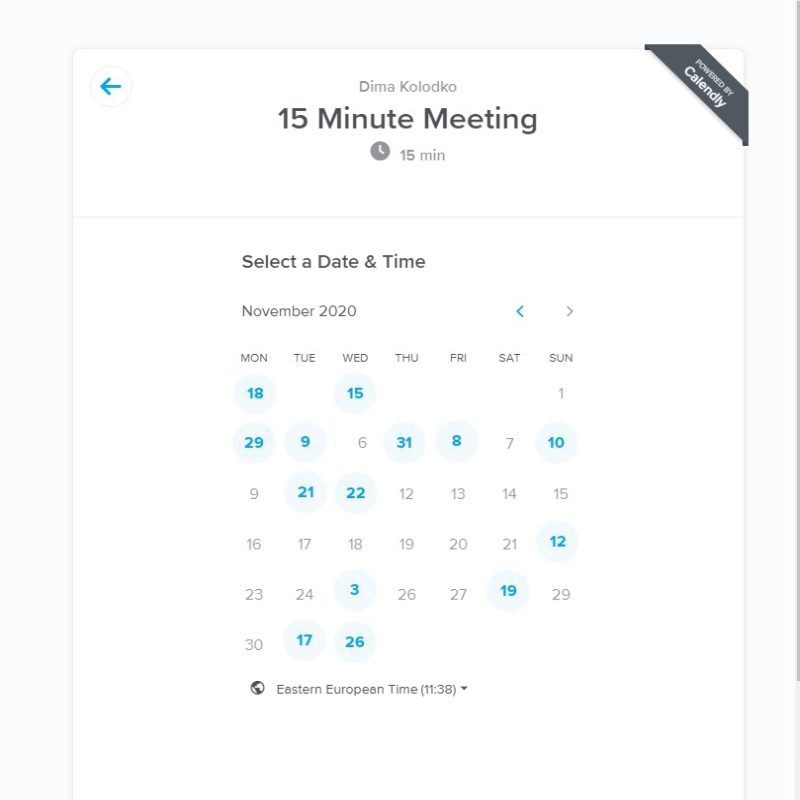 POWERED BY
Calendly
Dima Kolodko
15 Minute Meeting
15 min
Select a Date & Time
November 2020
MON TUE WED THU FRI SAT SUN
18 15 1
29 9 6 31 8 7 10
9 21 22 12 13 14 15
16 17 18 19 20 21 12
23 24 3 26 27 19 29
30 17 26
Eastern European Time (11:38)